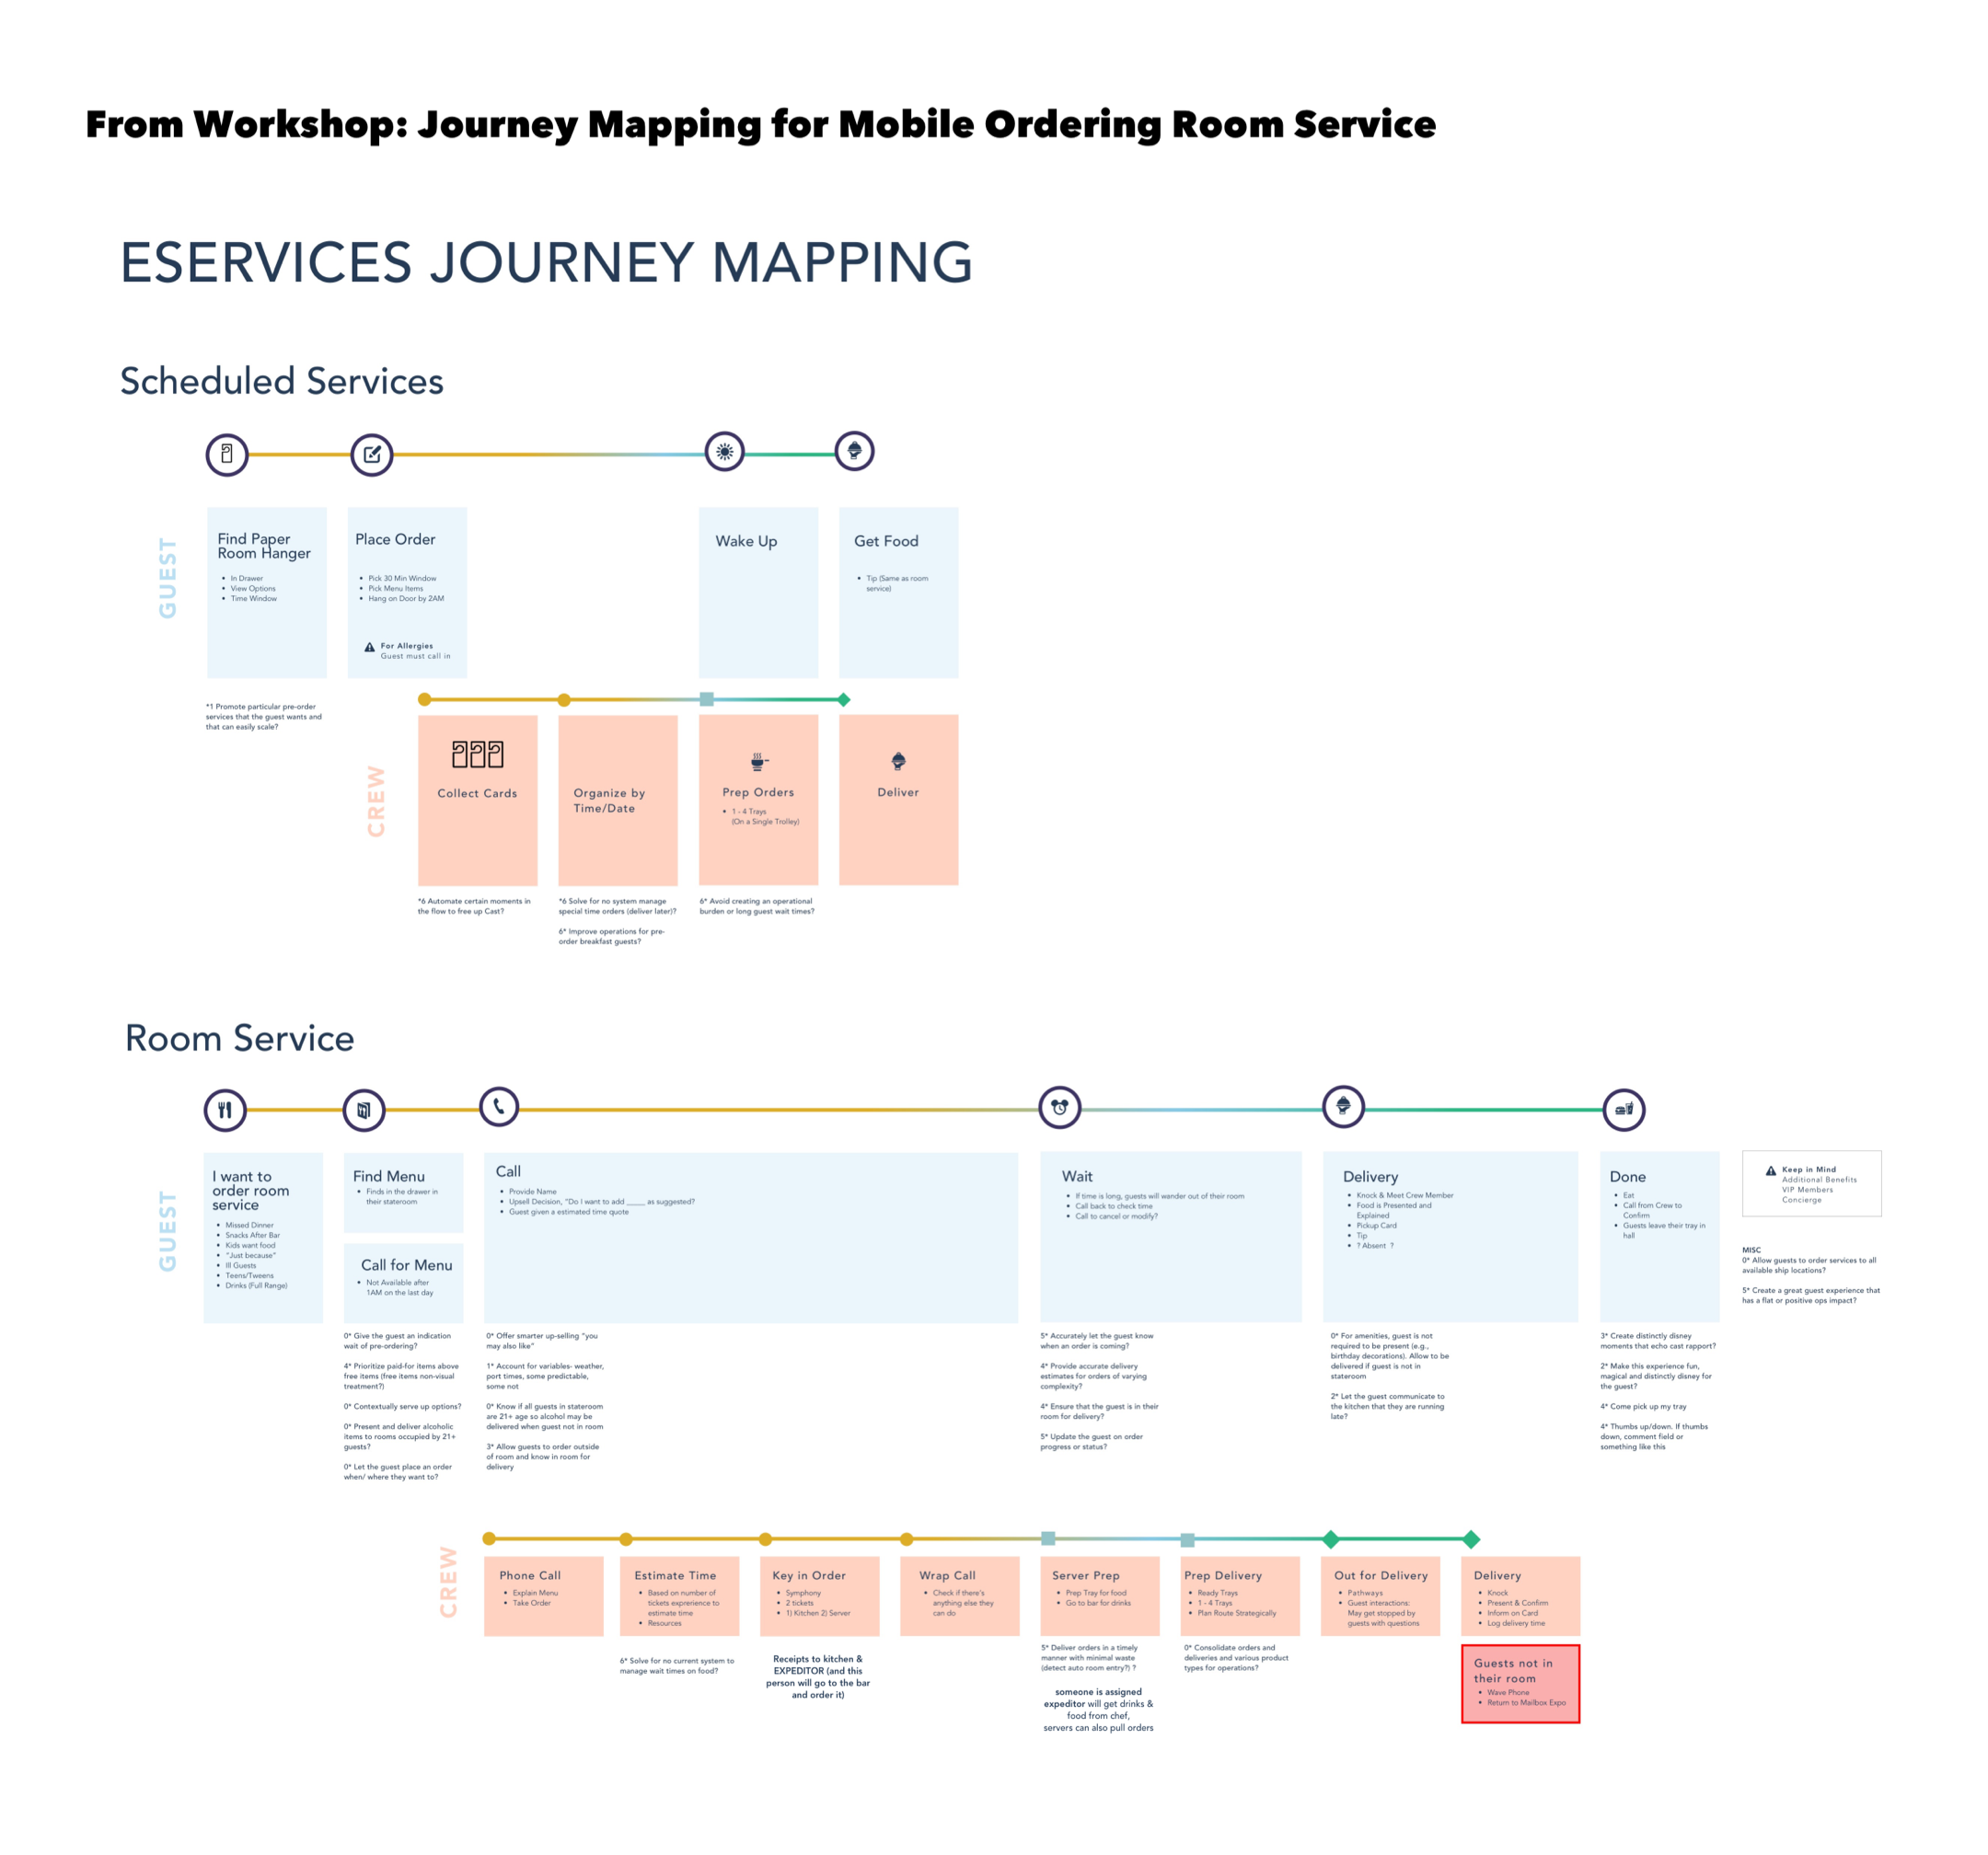 From Workshop: Journey Mapping for Mobile Ordering Room Service
ESERVICES JOURNEY MAPPING
Scheduled Services
GUEST
Find Paper
Room Hanger
• In Drawer
• View Options
• Time Window
Place Order
• Pick 30 Min Window
• Pick Menu Items
• Hang on Door by 2AM
For Allergies
Guest must call in
Wake Up
Get Food
• Tip (Same as room
service)
*1 Promote particular pre-order
services that the guest wants and
that can easily scale?
CREW
Collect Cards
Organize by
Time/Date
Prep Orders
• 1 - 4 Trays
(On a Single Trolley)
Deliver
*6 Automate certain moments in
the flow to free up Cast?
*6 Solve for no system manage
special time orders (deliver later)?
6* Improve operations for pre-
order breakfast guests?
6* Avoid creating an operational
burden or long guest wait times?
Room Service
GUEST
I want to
order room
service
• Missed Dinner
• Snacks After Bar
• Kids want food
• "Just because"
• Ill Guests
• Teens/Tweens
• Drinks (Full Range)
Find Menu
• Finds in the drawer in
their stateroom
Call for Menu
• Not Available after
1AM on the last day
Call
• Provide Name
• Upsell Decision, "Do I want to add _____ as suggested?
• Guest given a estimated time quote
Wait
• If time is long, guests will wander out of their room
• Call back to check time
• Call to cancel or modify?
Delivery
• Knock & Meet Crew Member
• Food is Presented and
Explained
• Pickup Card
• Tip
• ? Absent ?
Done
• Eat
• Call from Crew to
Confirm
• Guests leave their tray in
hall
Keep in Mind
Additional Benefits
VIP Members
Concierge
MISC
0* Allow guests to order services to all
available ship locations?
5* Create a great guest experience that
has a flat or positive ops impact?
0* Give the guest an indication
wait of pre-ordering?
4* Prioritize paid-for items above
free items (free items non-visual
treatment?)
0* Contextually serve up options?
0* Present and deliver alcoholic
items to rooms occupied by 21+
guests?
0* Let the guest place an order
when/ where they want to?
0* Offer smarter up-selling "you
may also like"
1* Account for variables- weather,
port times, some predictable,
some not
0* Know if all guests in stateroom
are 21+ age so alcohol may be
delivered when guest not in room
3* Allow guests to order outside
of room and know in room for
delivery
5* Accurately let the guest know
when an order is coming?
4* Provide accurate delivery
estimates for orders of varying
complexity?
4* Ensure that the guest is in their
room for delivery?
5* Update the guest on order
progress or status?
0* For amenities, guest is not
required to be present (e.g.,
birthday decorations). Allow to be
delivered if guest is not in
stateroom
2* Let the guest communicate to
the kitchen that they are running
late?
3* Create distinctly disney
moments that echo cast rapport?
2* Make this experience fun,
magical and distinctly disney for
the guest?
4* Come pick up my tray
4* Thumbs up/down. If thumbs
down, comment field or
something like this
CREW
Phone Call
• Explain Menu
• Take Order
Estimate Time
• Based on number of
tickets exprerience to
estimate time
• Resources
Key in Order
• Symphony
• 2 tickets
• 1) Kitchen 2) Server
Wrap Call
• Check if there's
anything else they
can do
Server Prep
• Prep Tray for food
• Go to bar for drinks
Prep Delivery
• Ready Trays
• 1 - 4 Trays
• Plan Route Strategically
Out for Delivery
• Pathways
• Guest interactions:
May get stopped by
guests with questions
Delivery
• Knock
• Present & Confirm
• Inform on Card
• Log delivery time
6* Solve for no current system to
manage wait times on food?
Receipts to kitchen &
EXPEDITOR (and this
person will go to the bar
and order it)
5* Deliver orders in a timely
manner with minimal waste
(detect auto room entry?) ?
someone is assigned
expeditor will get drinks &
food from chef,
servers can also pull orders
0* Consolidate orders and
deliveries and various product
types for operations?
Guests not in
their room
• Wave Phone
• Return to Mailbox Expo